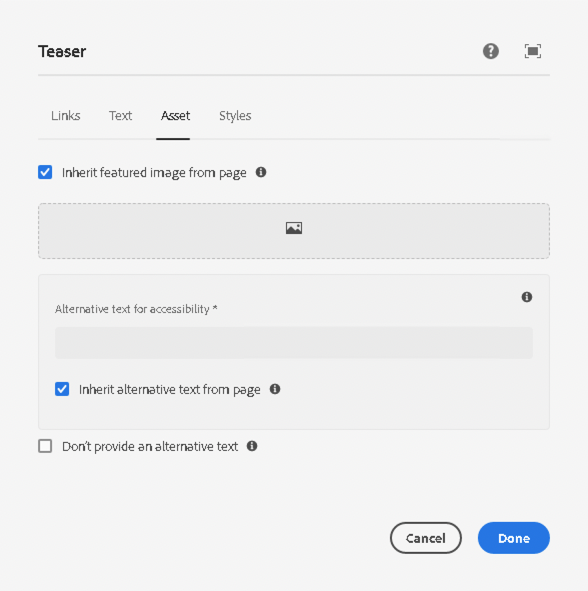 Teaser
Links Text Asset Styles
Inherit featured image from page
Alternative text for accessibility *
Inherit alternative text from page
Don't provide an alternative text
Cancel Done